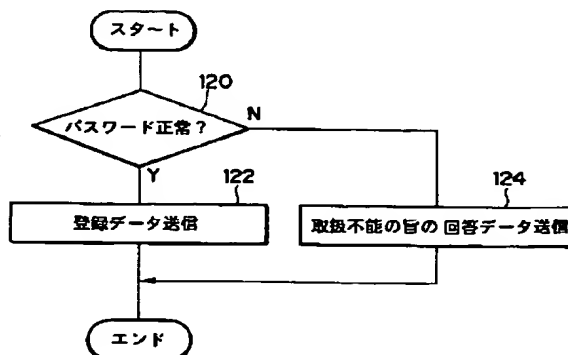 スタート
120
パスワード正常?
N
Y
122
登録データ送信
124
取扱不能の旨の回答データ送信
エンド